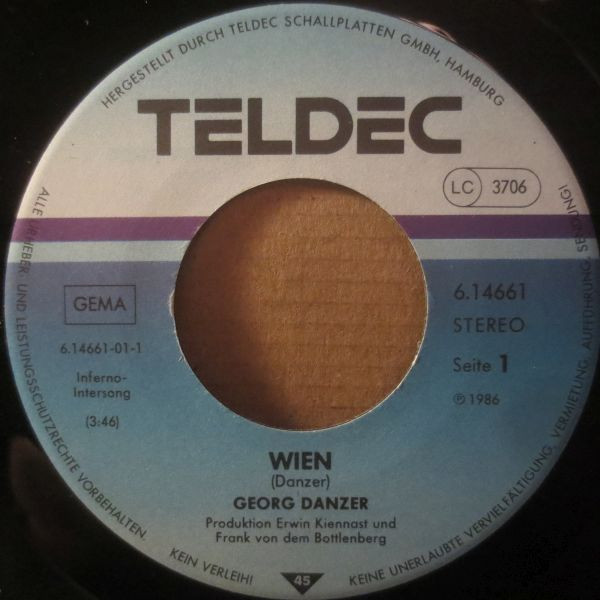 HERGESTELLT DURCH TELDEC SCHALLPLATTEN GMBH, HAMBURG
TELDEC
LC 3706
GEMA
6.14661-01-1
Inferno-
Intersong
(3:46)
6.14661
STEREO
Seite 1
℗ 1986
WIEN
(Danzer)
GEORG DANZER
Produktion Erwin Kiennast und
Frank von dem Bottlenberg
ALLE URHEBER- UND LEISTUNGSSCHUTZRECHTE VORBEHALTEN.
KEIN VERLEIH!
45
KEINE UNERLAUBTE VERVIELFÄLTIGUNG, VERMIETUNG, AUFFÜHRUNG, SENDUNG!